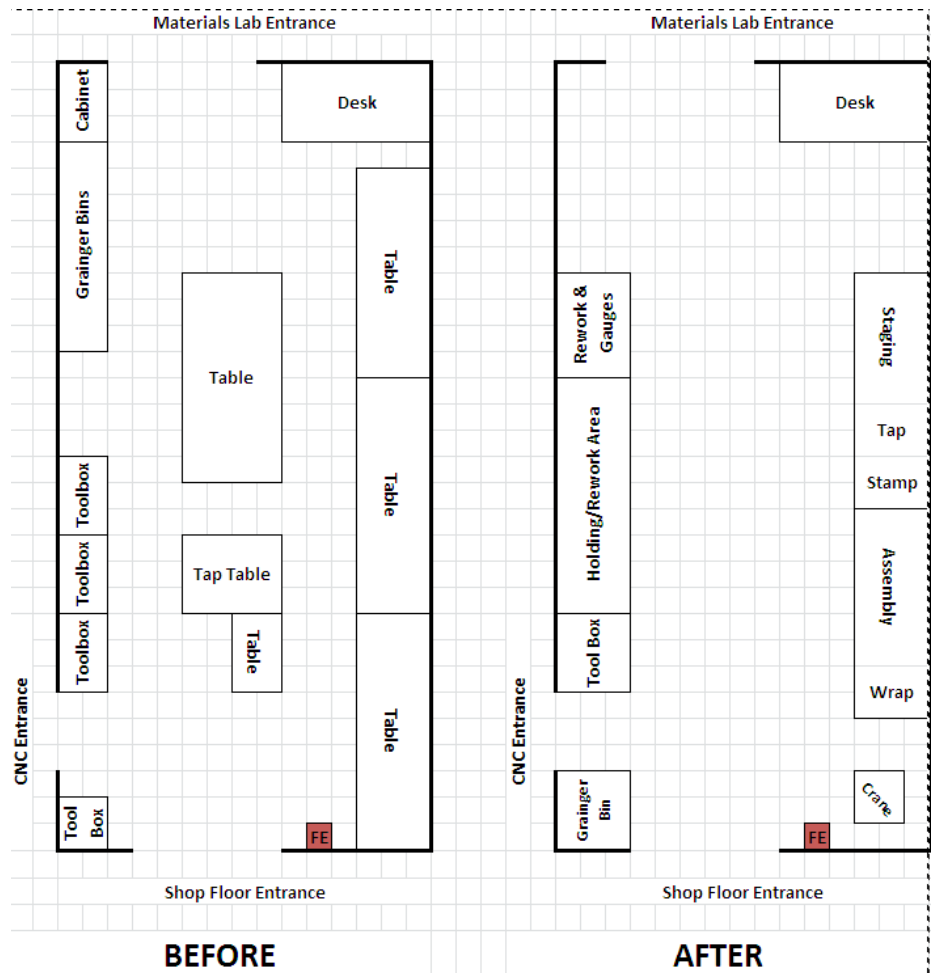 Materials Lab Entrance
Cabinet
Desk
Grainger Bins
Table
Table
Toolbox
Table
Toolbox
Tap Table
Toolbox
Table
Table
CNC Entrance
Tool
Box
FE
Shop Floor Entrance
BEFORE
Materials Lab Entrance
Desk
Rework &
Gauges
Staging
Holding/Rework Area
Tap
Stamp
Assembly
Tool Box
Wrap
CNC Entrance
Grainger
Bin
Crane
FE
Shop Floor Entrance
AFTER